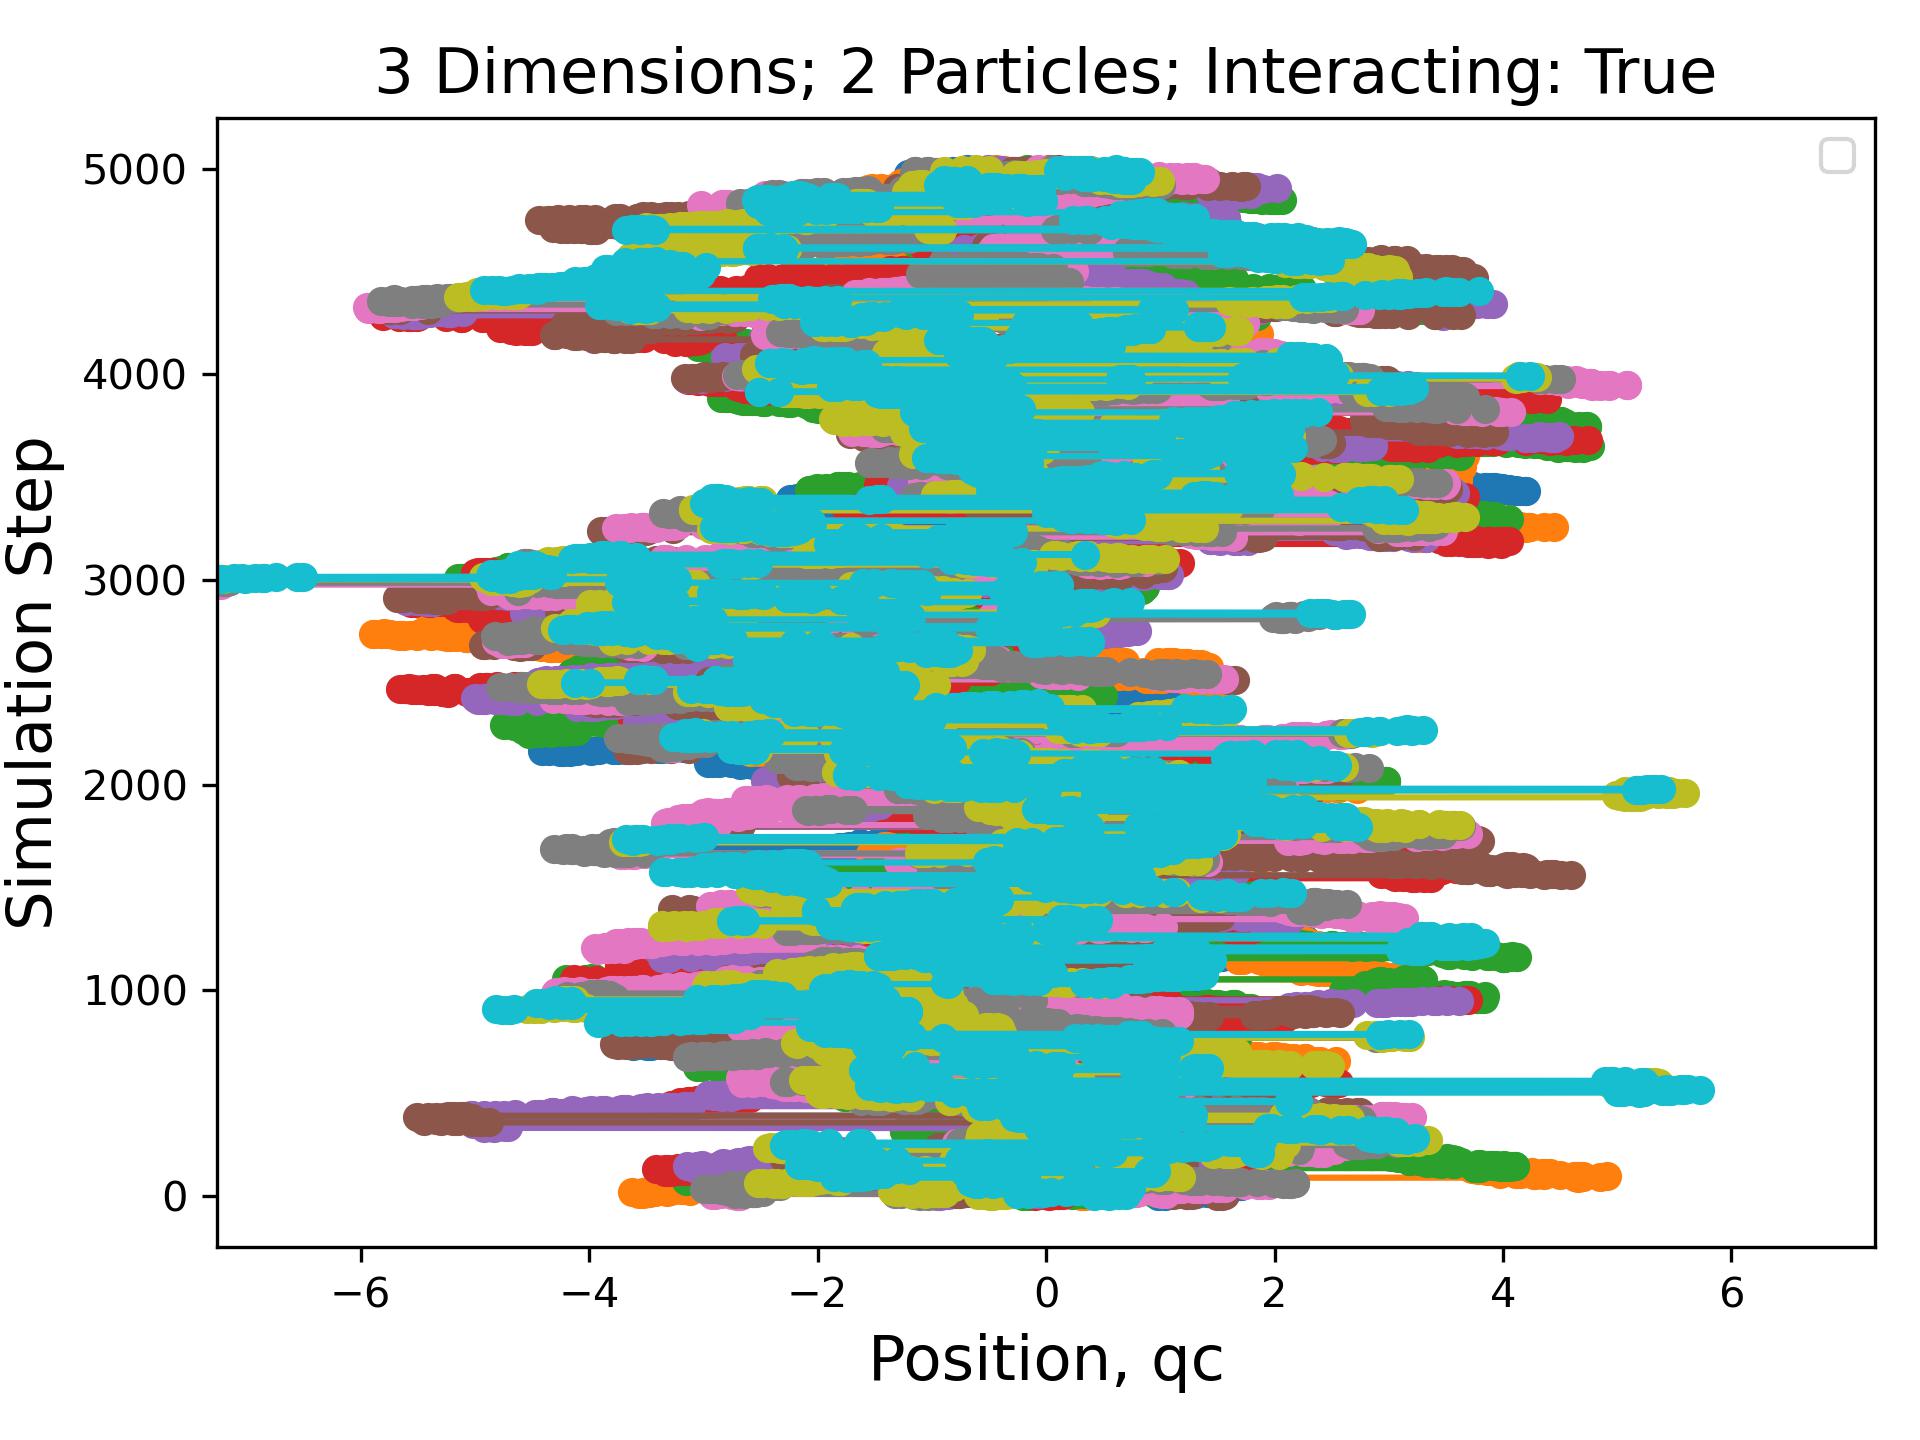 3 Dimensions; 2 Particles; Interacting: True
5000
4000
3000
2000
1000
0
Simulation Step
−6 −4 −2 0 2 4 6
Position, qc